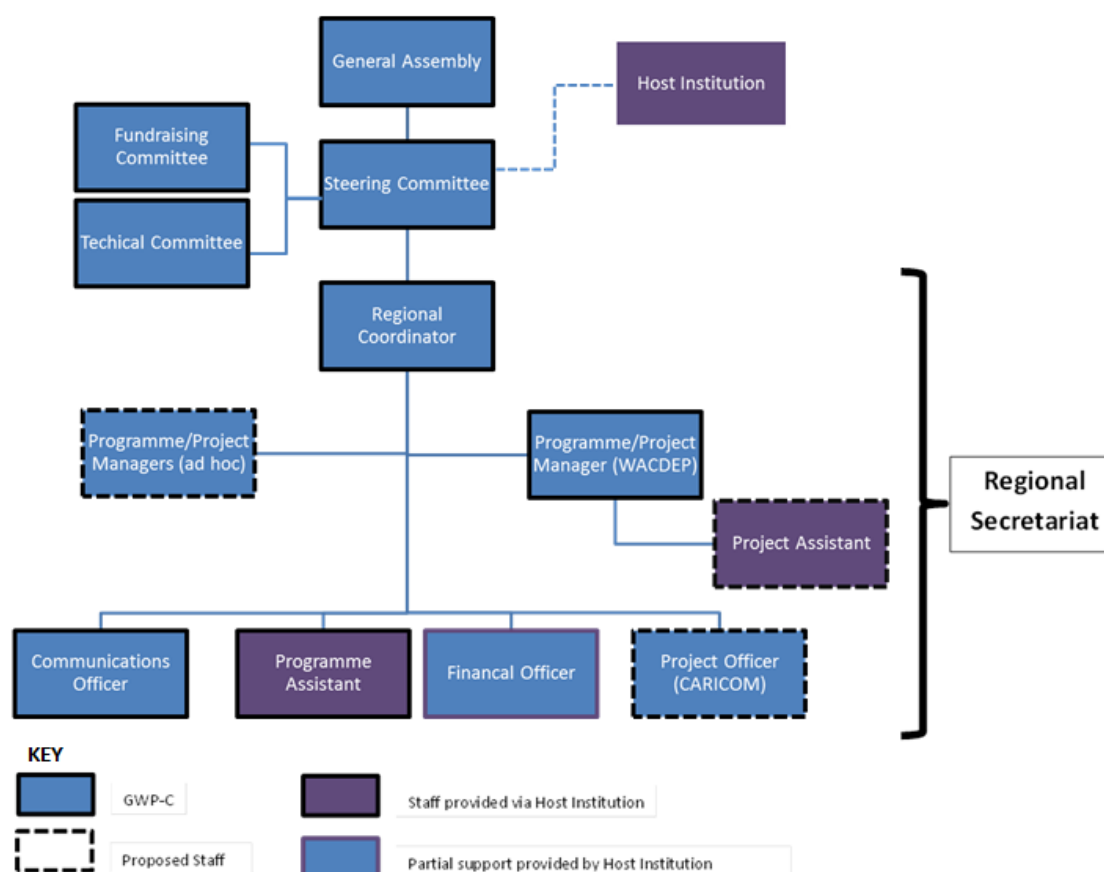 General Assembly
Host Institution
Fundraising
Committee
Steering Committee
Techical Committee
Regional
Coordinator
Programme/Project
Managers (ad hoc)
Programme/Project
Manager (WACDEP)
Project Assistant
Regional
Secretariat
Communications
Officer
Programme
Assistant
Financal Officer
Project Officer
(CARICOM)
KEY
GWP-C
Staff provided via Host Institution
Proposed Staff
Partial support provided by Host Institution